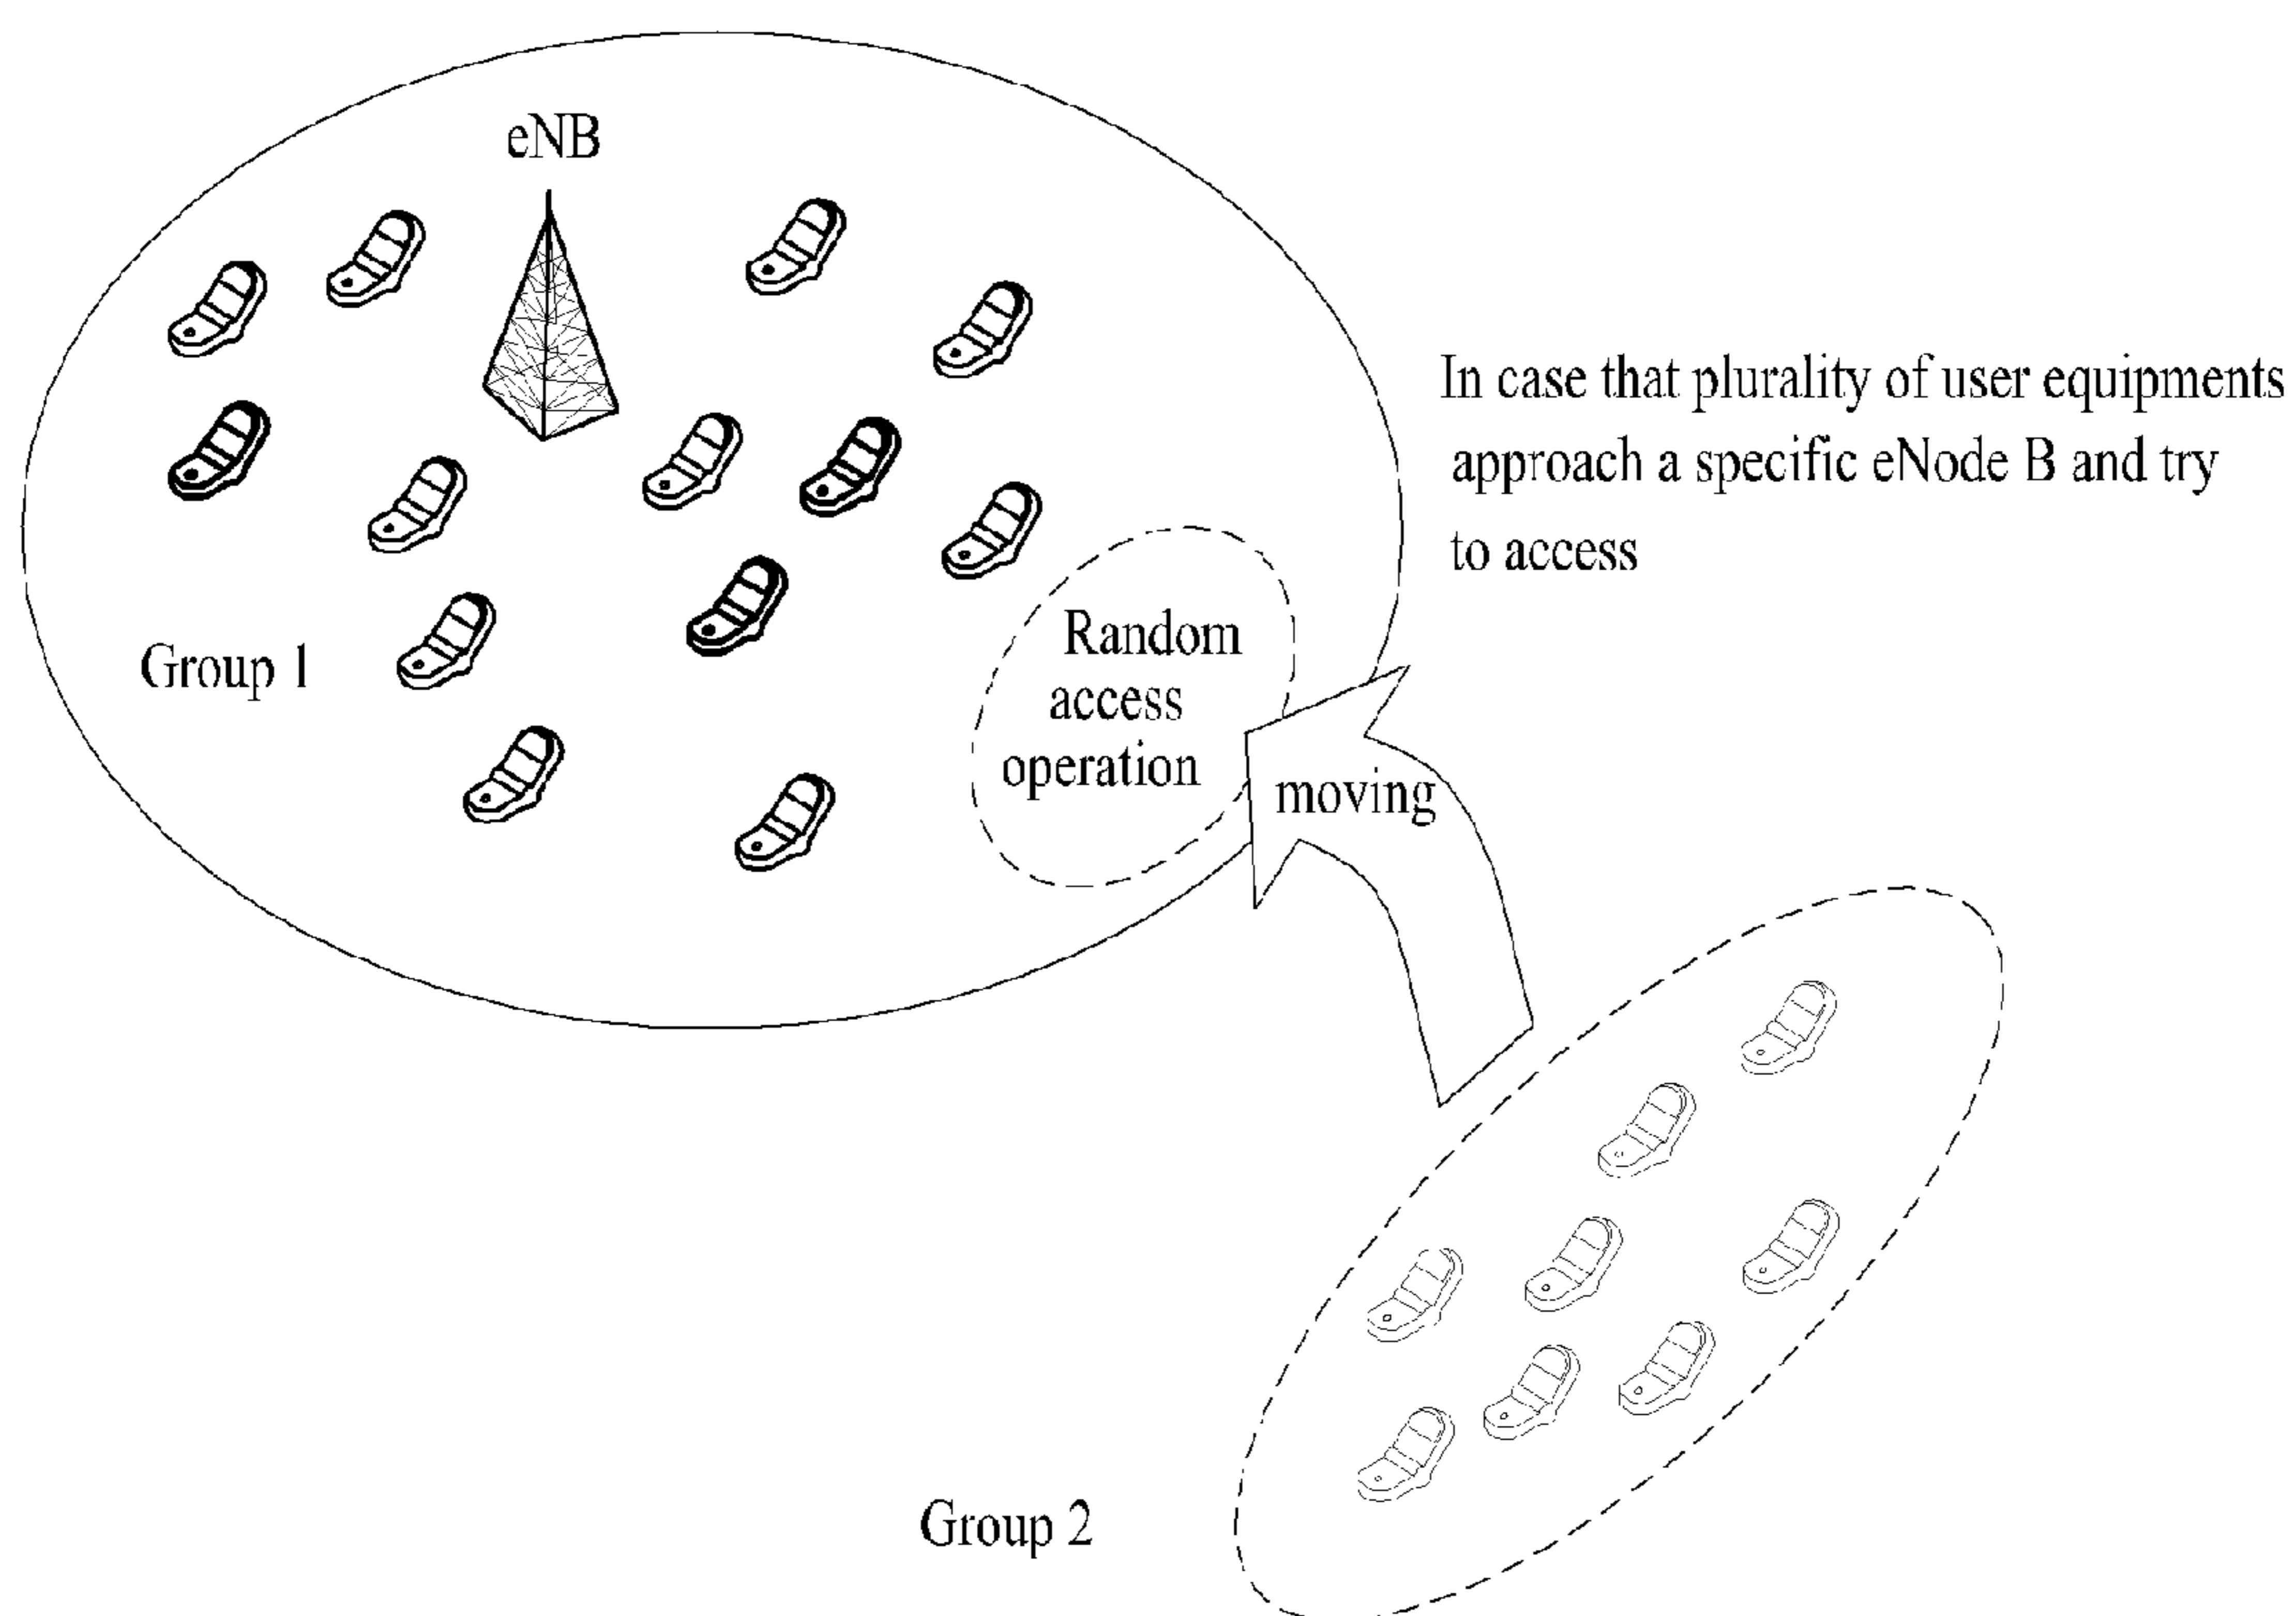 eNB
In case that plurality of user equipments
approach a specific eNode B and try
to access
Group 1
Random
access
operation
moving
Group 2